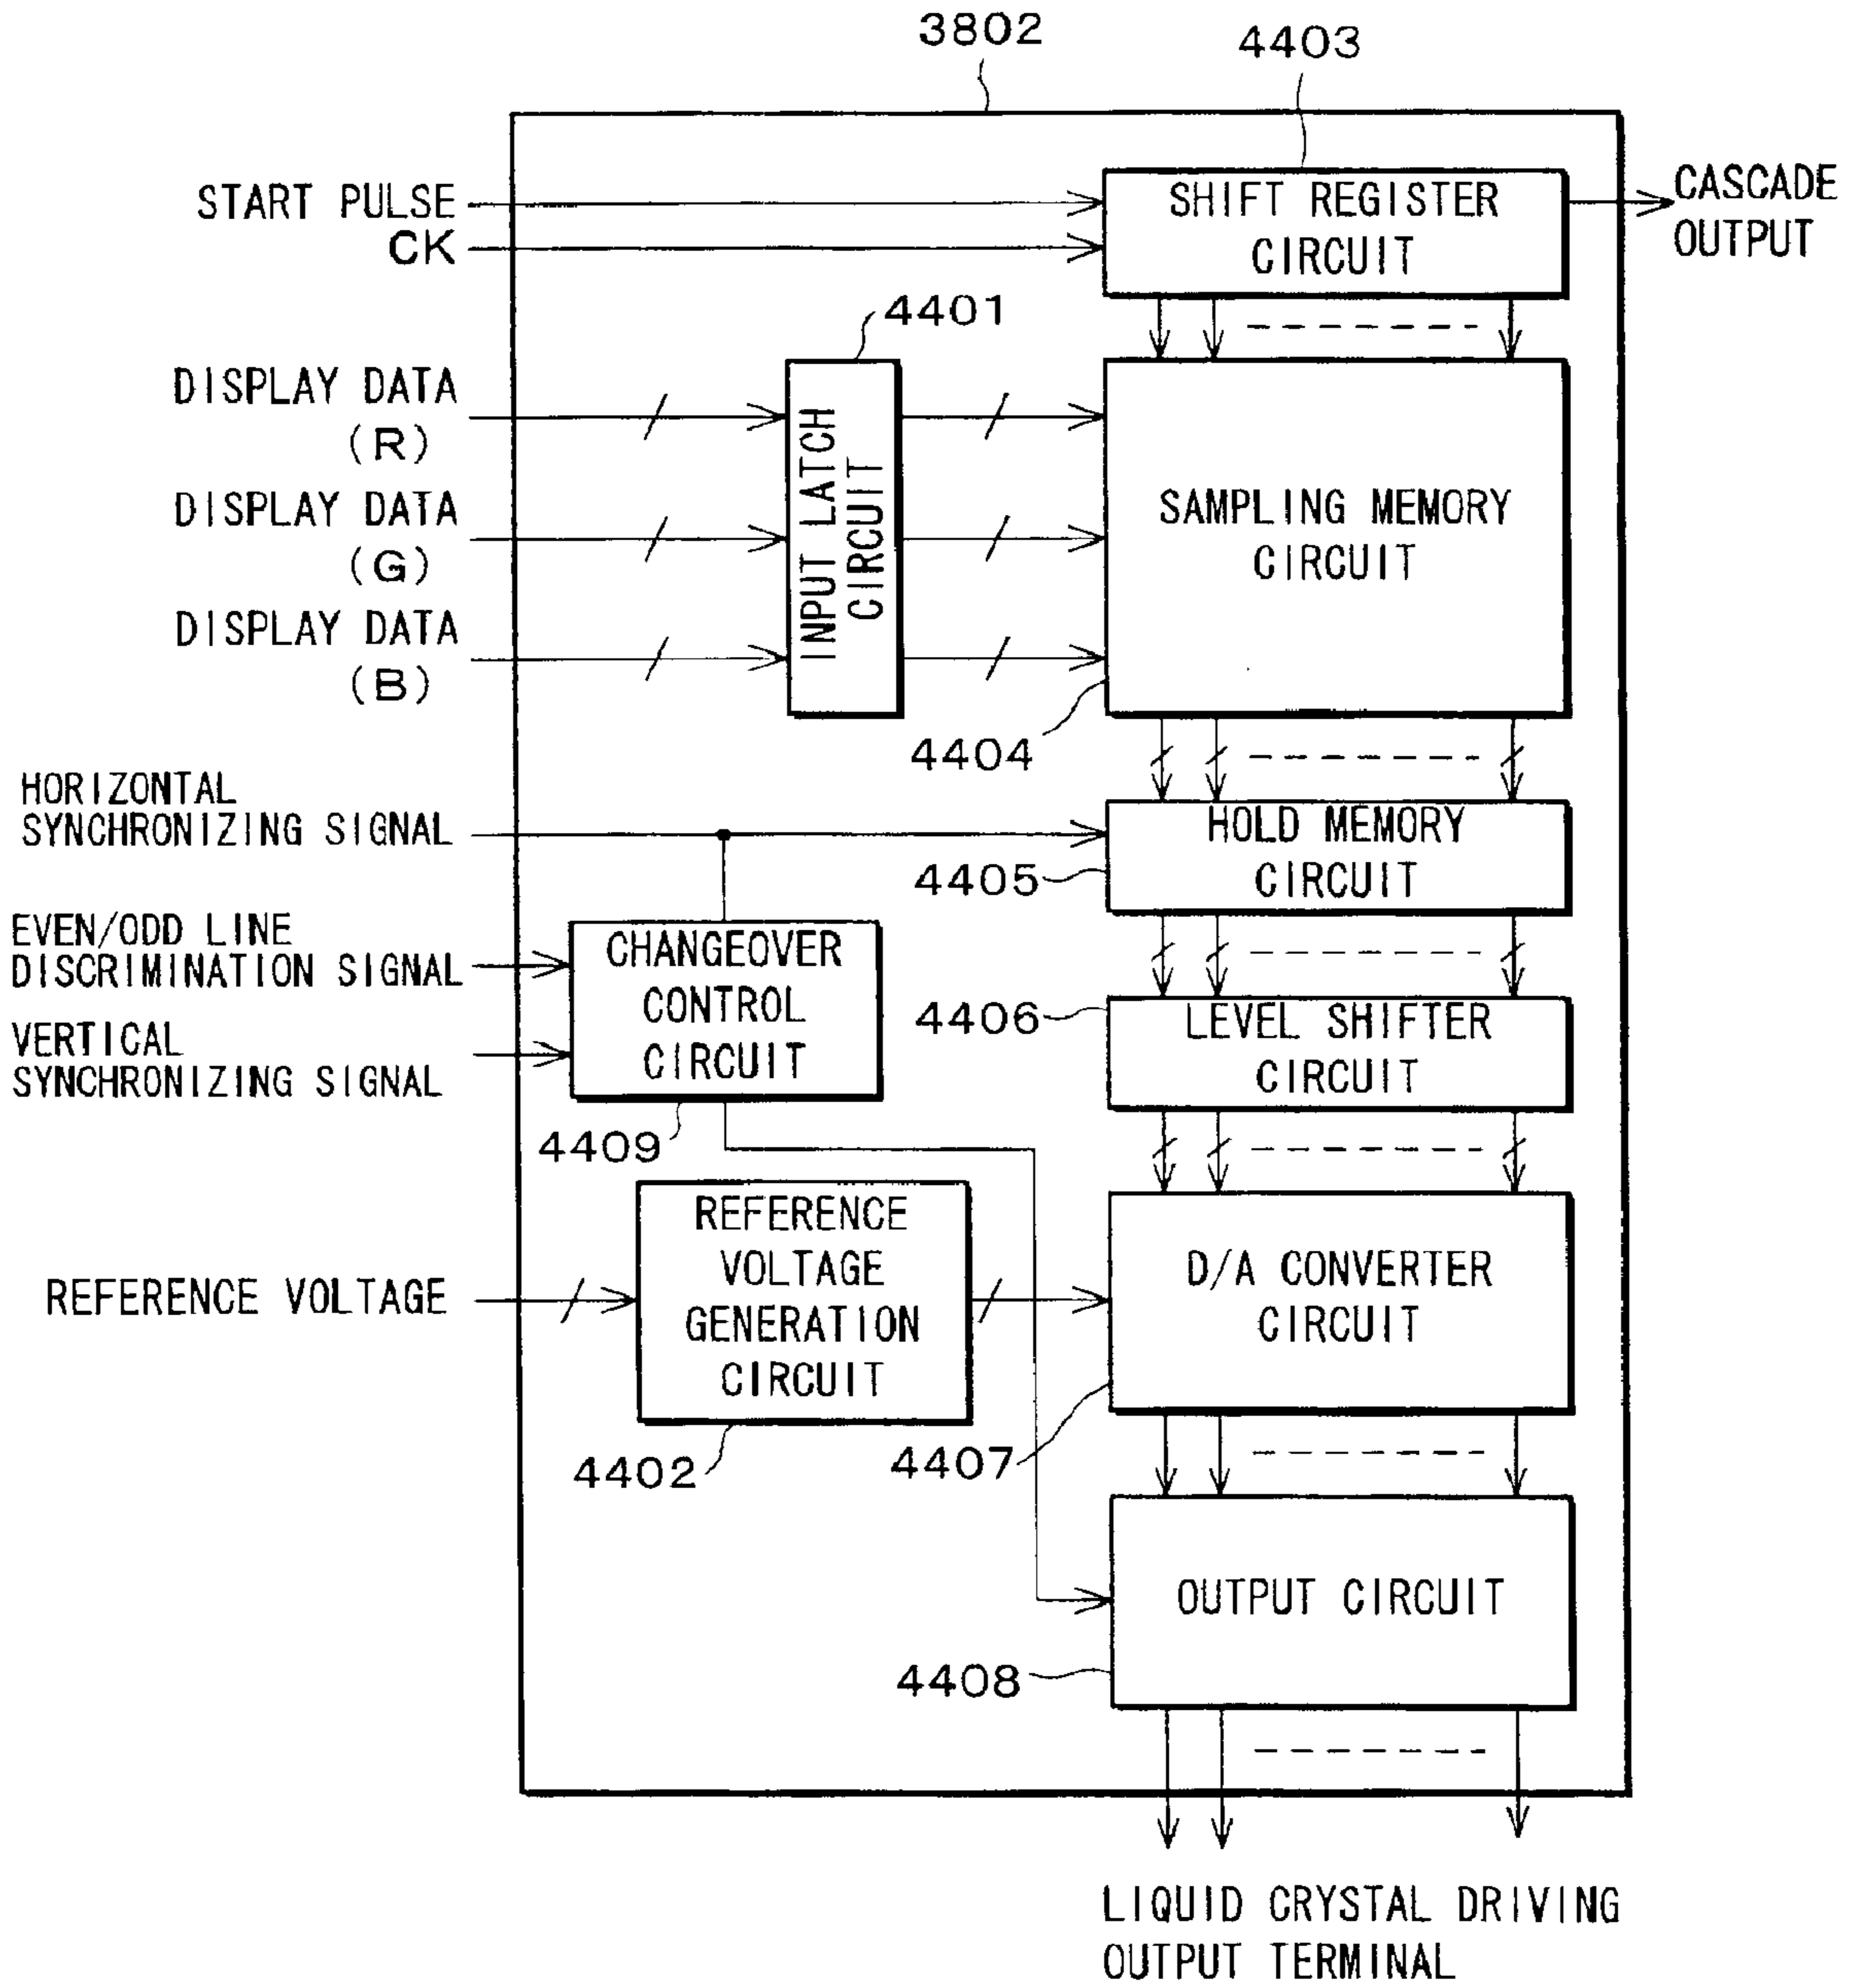 3802
4403
START PULSE
CK
SHIFT REGISTER
CIRCUIT
CASCADE
OUTPUT
4401
DISPLAY DATA
(R)
DISPLAY DATA
(G)
DISPLAY DATA
(B)
INPUT LATCH
CIRCUIT
SAMPLING MEMORY
CIRCUIT
4404
HORIZONTAL
SYNCHRONIZING SIGNAL
HOLD MEMORY
CIRCUIT
4405
EVEN/ODD LINE
DISCRIMINATION SIGNAL
CHANGEOVER
CONTROL
CIRCUIT
4406
LEVEL SHIFTER
CIRCUIT
VERTICAL
SYNCHRONIZING SIGNAL
4409
REFERENCE VOLTAGE
REFERENCE
VOLTAGE
GENERATION
CIRCUIT
D/A CONVERTER
CIRCUIT
4402
4407
OUTPUT CIRCUIT
4408
LIQUID CRYSTAL DRIVING
OUTPUT TERMINAL